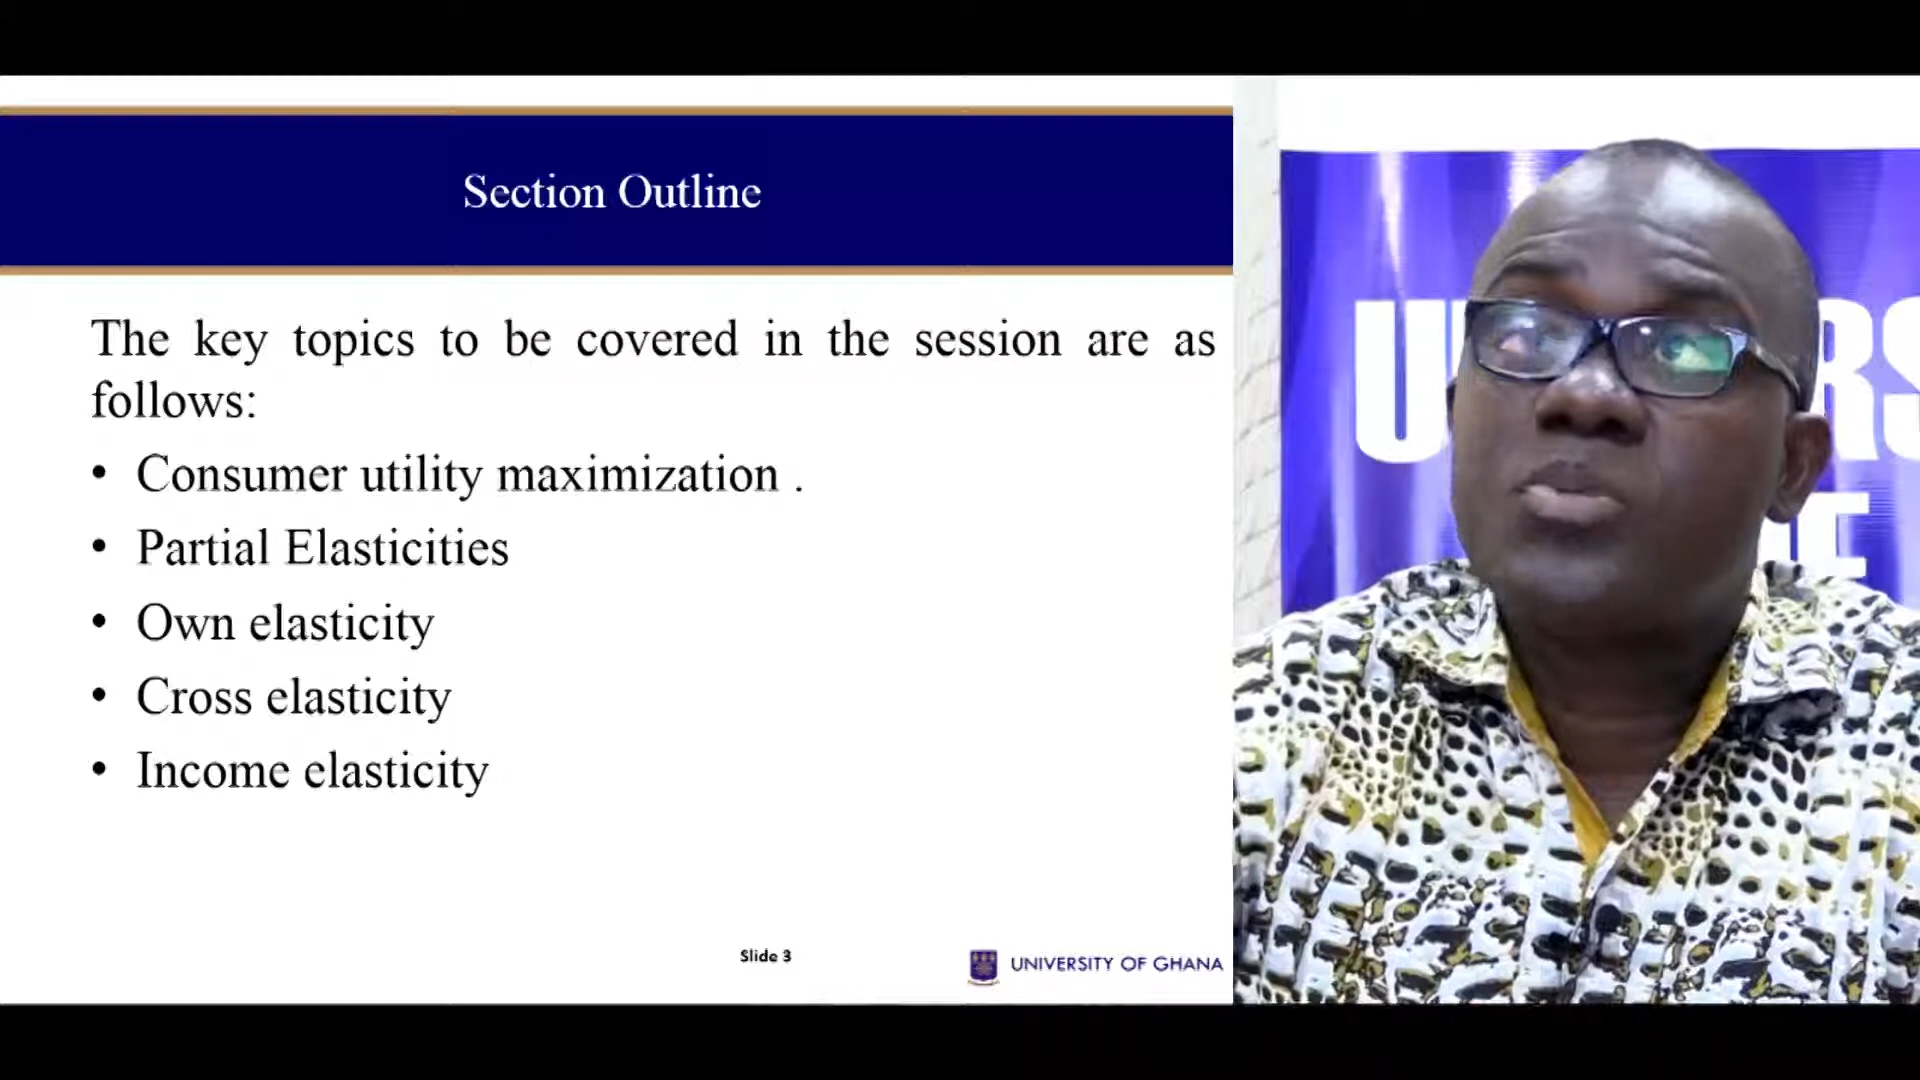 Section Outline
The key topics to be covered in the session are as
follows:
• Consumer utility maximization .
• Partial Elasticities
• Own elasticity
• Cross elasticity
• Income elasticity
Slide 3
UNIVERSITY OF GHANA